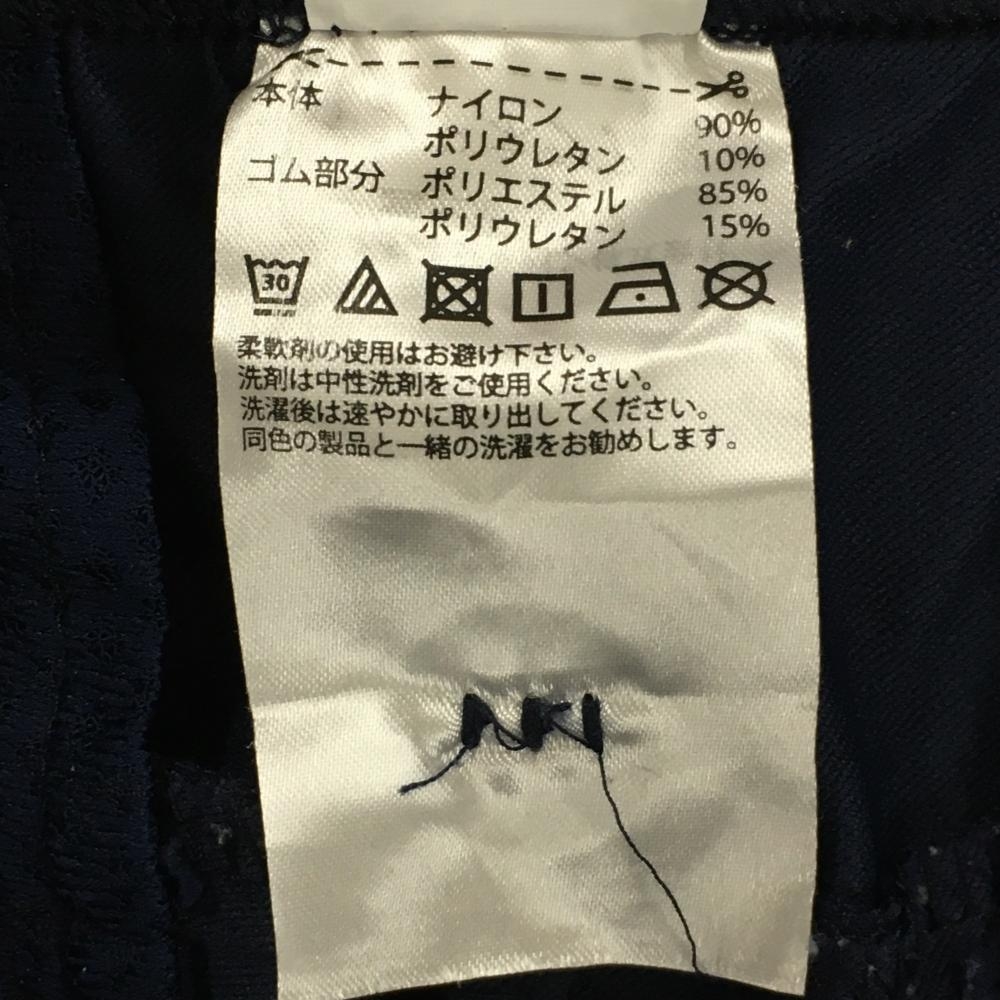 本体 ナイロン 90%
ポリウレタン 10%
ゴム部分 ポリエステル 85%
ポリウレタン 15%
30
柔軟剤の使用はお避け下さい。
洗剤は中性洗剤をご使用ください。
洗濯後は速やかに取り出してください。
同色の製品と一緒の洗濯をお勧めします。